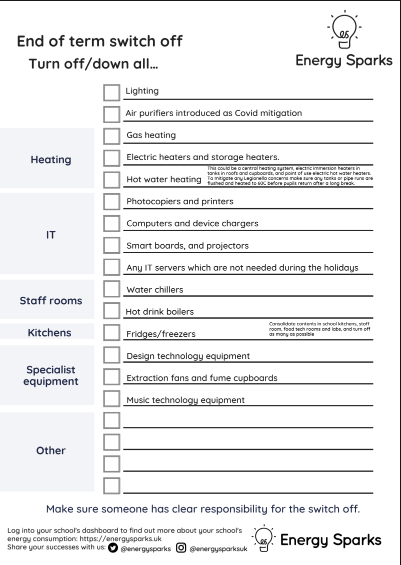 End of term switch off
Turn off/down all...
Energy Sparks
Lighting
Air purifiers introduced as Covid mitigation
Heating
Gas heating
Electric heaters and storage heaters.
Hot water heating
This could be a central heating system, electric immersion heaters in
tanks in roofs and cupboards, and point of use electric hot water heaters.
To mitigate any Legionella concerns make sure any tanks or pipe runs are
flushed and heated to 60C before pupils return after a long break.
IT
Photocopiers and printers
Computers and device chargers
Smart boards, and projectors
Any IT servers which are not needed during the holidays
Staff rooms
Water chillers
Hot drink boilers
Kitchens
Fridges/freezers
Consolidate contents in school kitchens, staff
room, food tech rooms and labs, and turn off
as many as possible
Specialist
equipment
Design technology equipment
Extraction fans and fume cupboards
Music technology equipment
Other
Make sure someone has clear responsibility for the switch off.
Log into your school's dashboard to find out more about your school's
energy consumption: https://energysparks.uk
Share your successes with us: @energysparks @energysparksuk
Energy Sparks